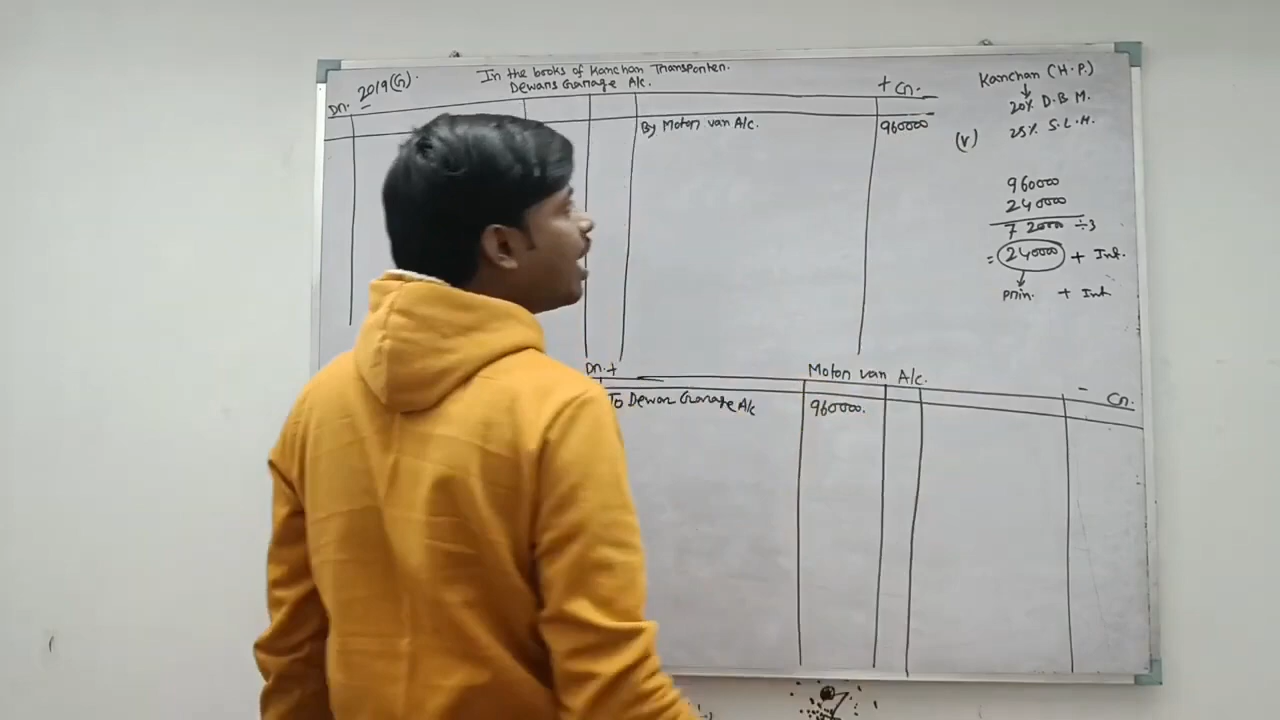 2019(G).
In the books of Kanchan Transporter.
Dewans Garage A/c.
Dr.
+ Cr.
By Motor van A/c.
960000
Kanchan (H.P.)
↓
20% D.B.M.
(V) 25% S.L.M.
960000
240000
72000 ÷3
= 240000 + Int.
↓
prin. + Int
Dr. +
Motor van A/c.
- Cr.
To Dewan Garage A/c
960000.